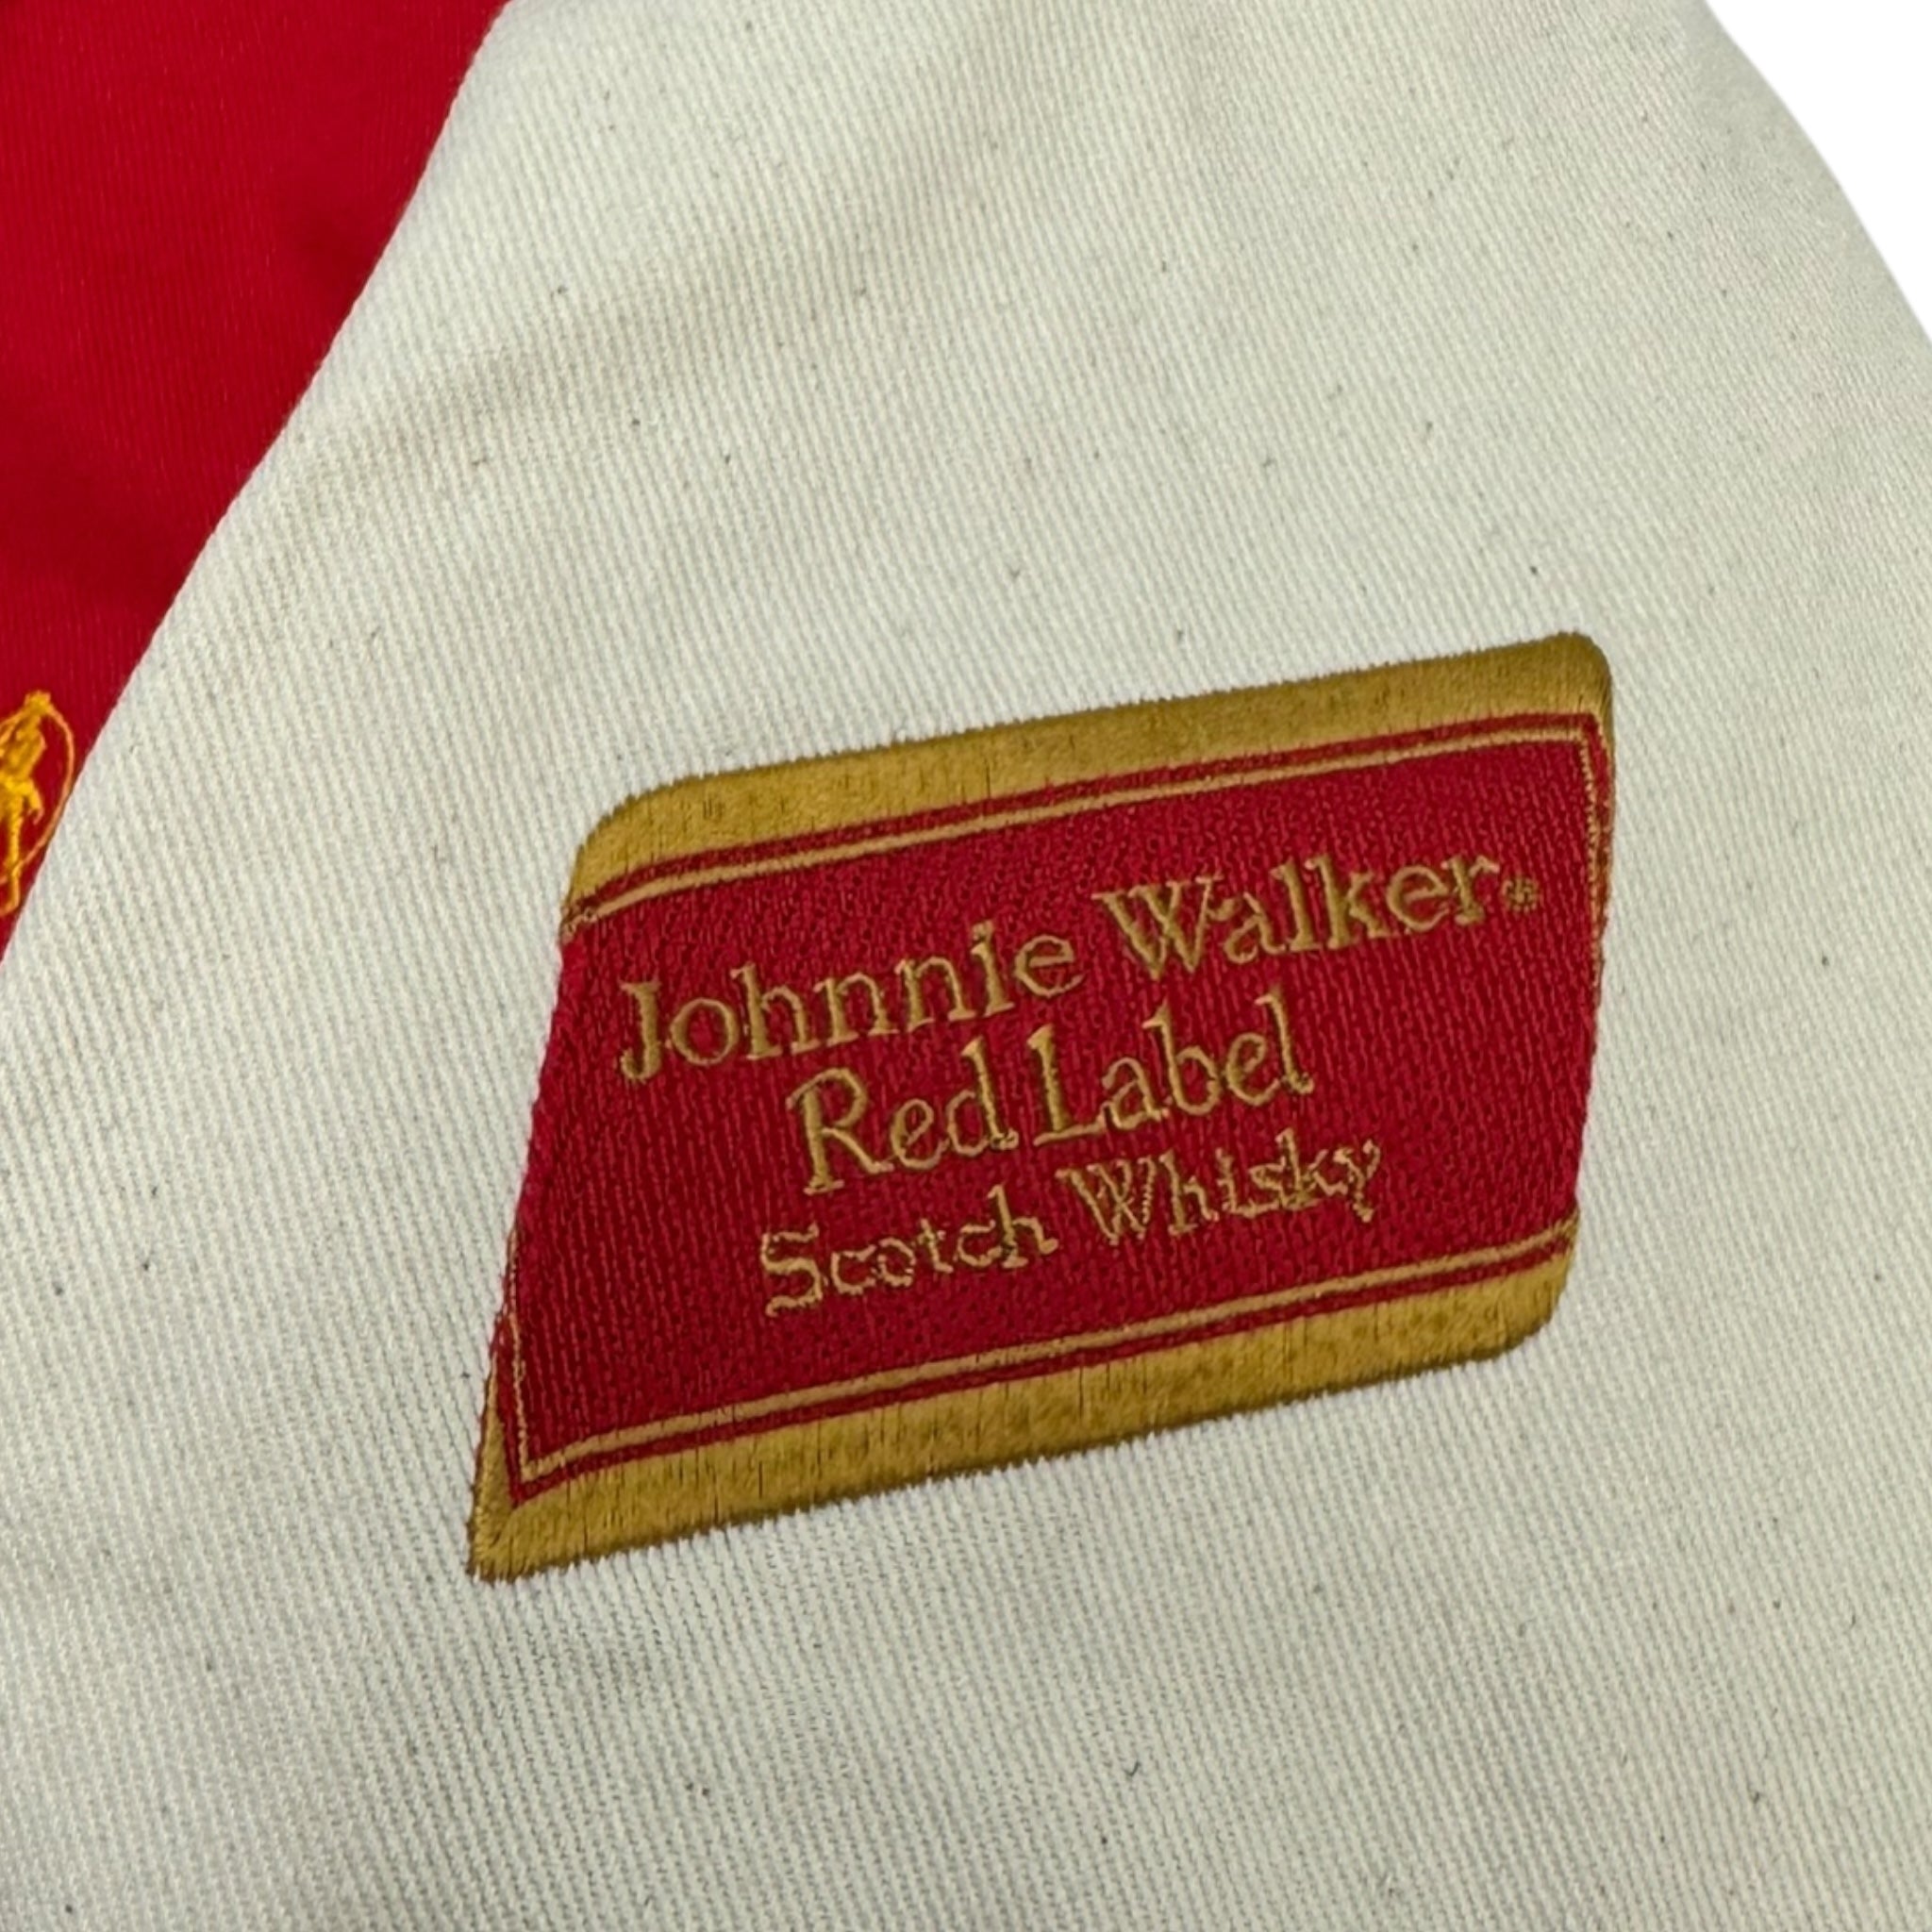 Johnnie Walker®
Red Label
Scotch Whisky